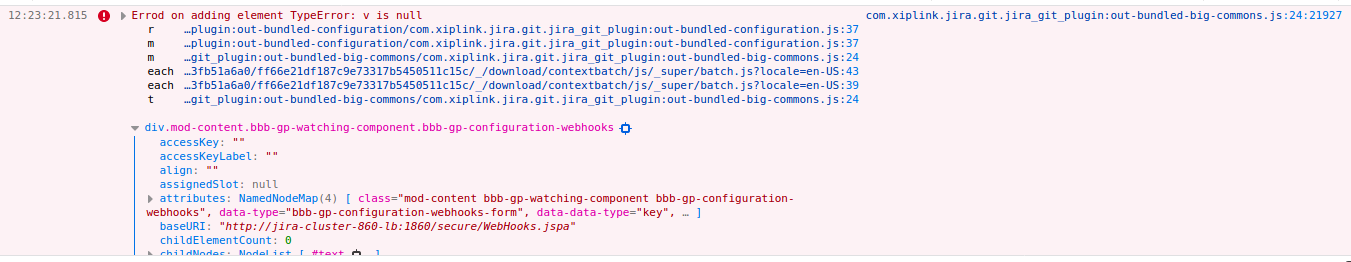 12:23:21.815 Errod on adding element TypeError: v is null com.xiplink.jira.git.jira_git_plugin:out-bundled-big-commons.js:24:21927
r …plugin:out-bundled-configuration/com.xiplink.jira.git.jira_git_plugin:out-bundled-configuration.js:37
m …plugin:out-bundled-configuration/com.xiplink.jira.git.jira_git_plugin:out-bundled-configuration.js:37
m …git_plugin:out-bundled-big-commons/com.xiplink.jira.git.jira_git_plugin:out-bundled-big-commons.js:24
each …3fb51a6a0/ff66e21df187c9e73317b5450511c15c/_/download/contextbatch/js/_super/batch.js?locale=en-US:43
each …3fb51a6a0/ff66e21df187c9e73317b5450511c15c/_/download/contextbatch/js/_super/batch.js?locale=en-US:39
t …git_plugin:out-bundled-big-commons/com.xiplink.jira.git.jira_git_plugin:out-bundled-big-commons.js:24
div.mod-content.bbb-gp-watching-component.bbb-gp-configuration-webhooks
accessKey: ""
accessKeyLabel: ""
align: ""
assignedSlot: null
attributes: NamedNodeMap(4) [ class="mod-content bbb-gp-watching-component bbb-gp-configuration-
webhooks", data-type="bbb-gp-configuration-webhooks-form", data-data-type="key", … ]
baseURI: "http://jira-cluster-860-lb:1860/secure/WebHooks.jspa"
childElementCount: 0
childNodes: NodeList [ #text ]